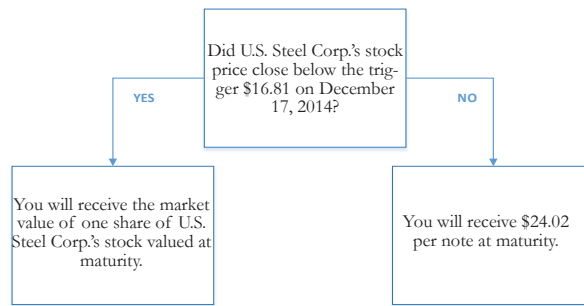 Did U.S. Steel Corp.'s stock
price close below the trig-
ger $16.81 on December
17, 2014?
YES
NO
You will receive the market
value of one share of U.S.
Steel Corp.'s stock valued at
maturity.
You will receive $24.02
per note at maturity.